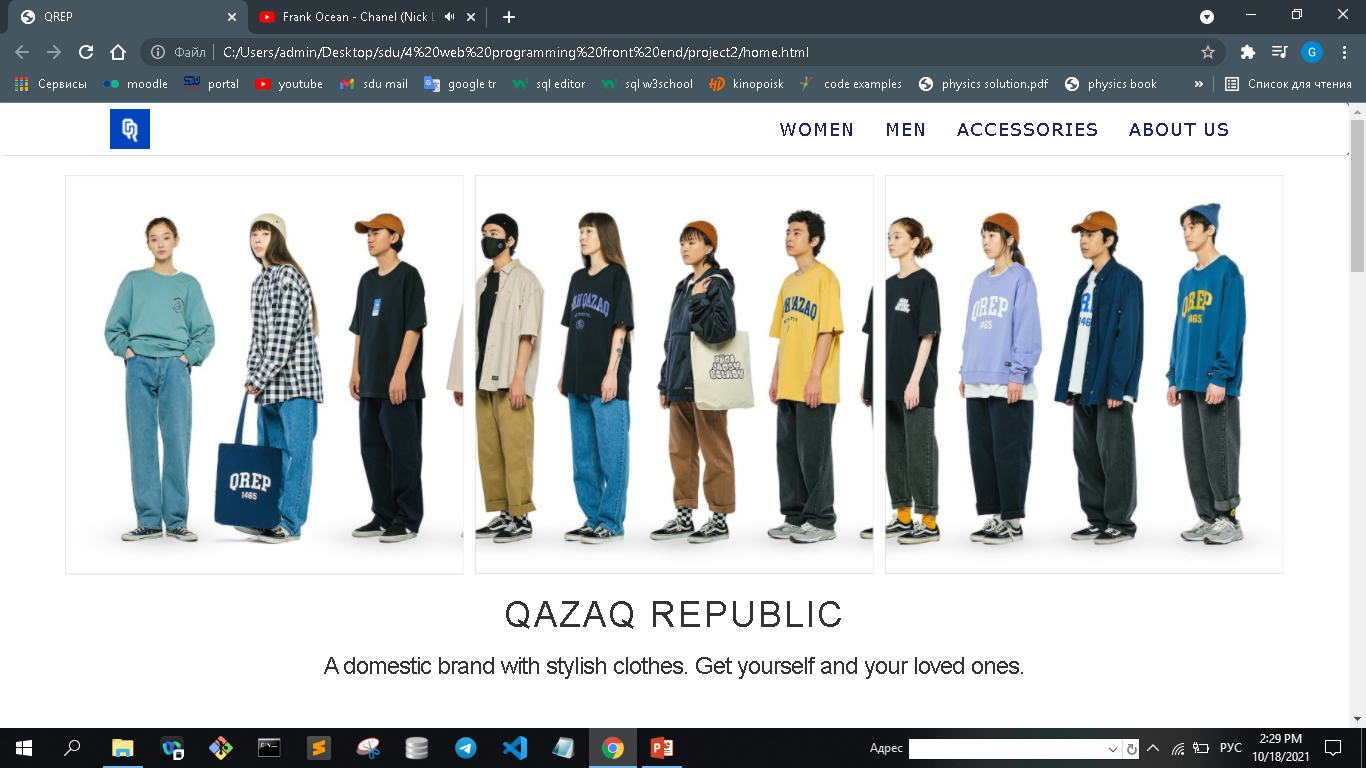 QREP
Frank Ocean - Chanel (Nick L
Файл
C:/Users/admin/Desktop/sdu/4%20web%20programming%20front%20end/project2/home.html
G
Сервисы
moodle
portal
youtube
sdu mail
google tr
sql editor
sql w3school
kinopoisk
code examples
physics solution.pdf
physics book
»
Список для чтения
QR
WOMEN
MEN
ACCESSORIES
ABOUT US
QREP
1465
QAZAQ
QAZAQ
QREP
1465
QREP
1465
QAZAQ REPUBLIC
A domestic brand with stylish clothes. Get yourself and your loved ones.
Адрес
РУС
2:29 PM
10/18/2021